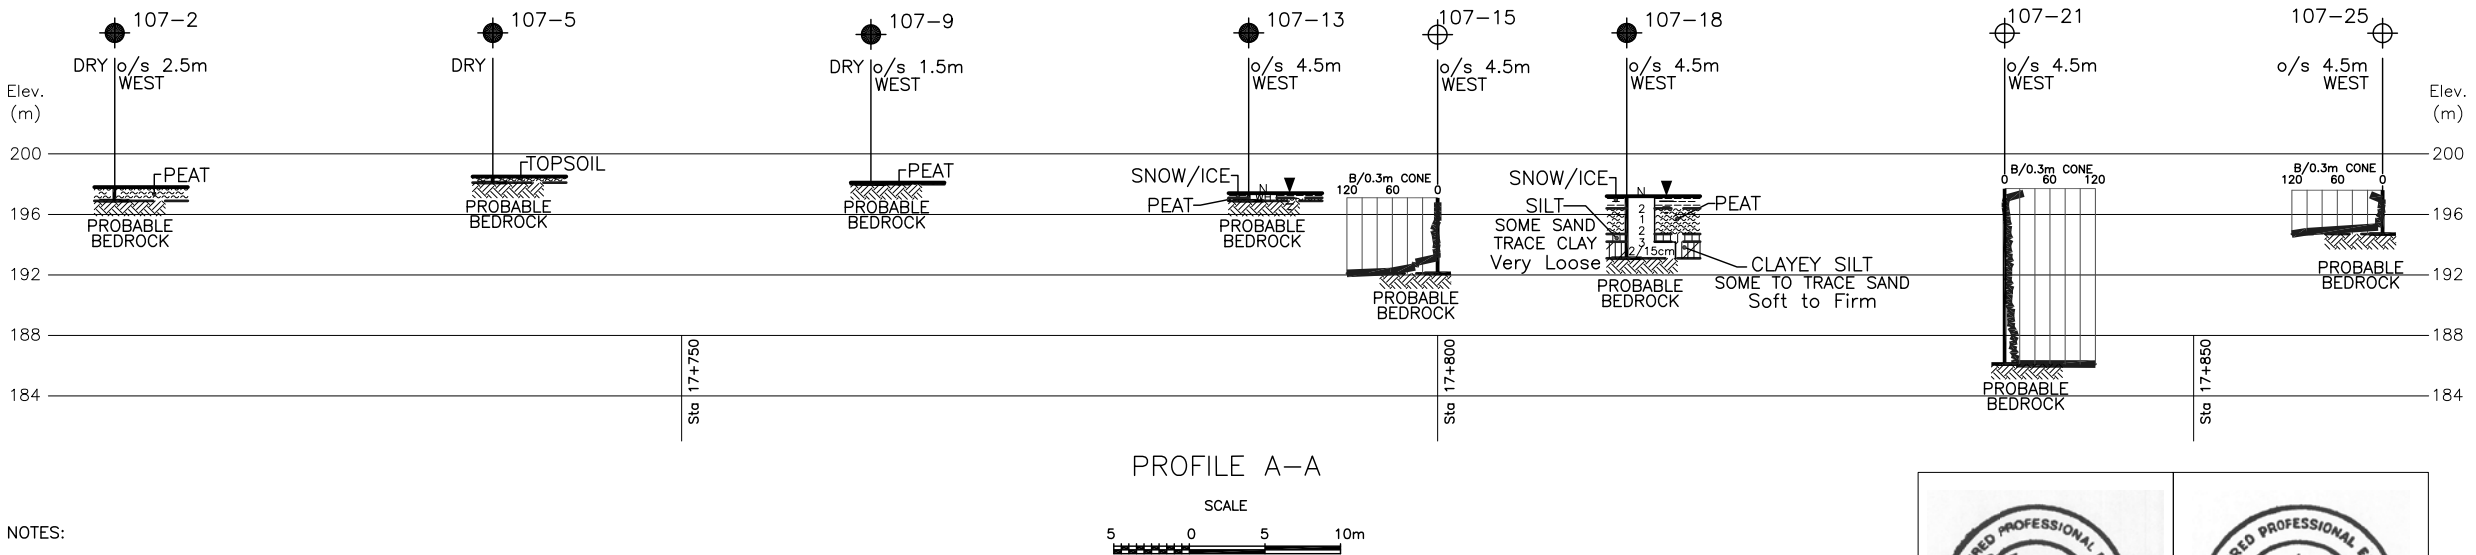 107-2
107-5
107-9
107-13
107-15
107-18
107-21
107-25
DRY o/s 2.5m
WEST
DRY
DRY o/s 1.5m
WEST
o/s 4.5m
WEST
o/s 4.5m
WEST
o/s 4.5m
WEST
o/s 4.5m
WEST
o/s 4.5m
WEST
Elev.
(m)
Elev.
(m)
200
200
PEAT
TOPSOIL
PEAT
SNOW/ICE
N
PEAT
B/0.3m CONE
120 60 0
SNOW/ICE
N
SILT
SOME SAND
TRACE CLAY
Very Loose
2
1
2
3
2/15cm
PEAT
CLAYEY SILT
SOME TO TRACE SAND
Soft to Firm
B/0.3m CONE
0 60 120
B/0.3m CONE
120 60 0
196
196
PROBABLE
BEDROCK
PROBABLE
BEDROCK
PROBABLE
BEDROCK
PROBABLE
BEDROCK
PROBABLE
BEDROCK
PROBABLE
BEDROCK
PROBABLE
BEDROCK
PROBABLE
BEDROCK
192
192
188
188
184
184
Sta 17+750
Sta 17+800
Sta 17+850
PROFILE A-A
SCALE
5 0 5 10m
NOTES:
PROFESSIONAL
PROFESSIONAL